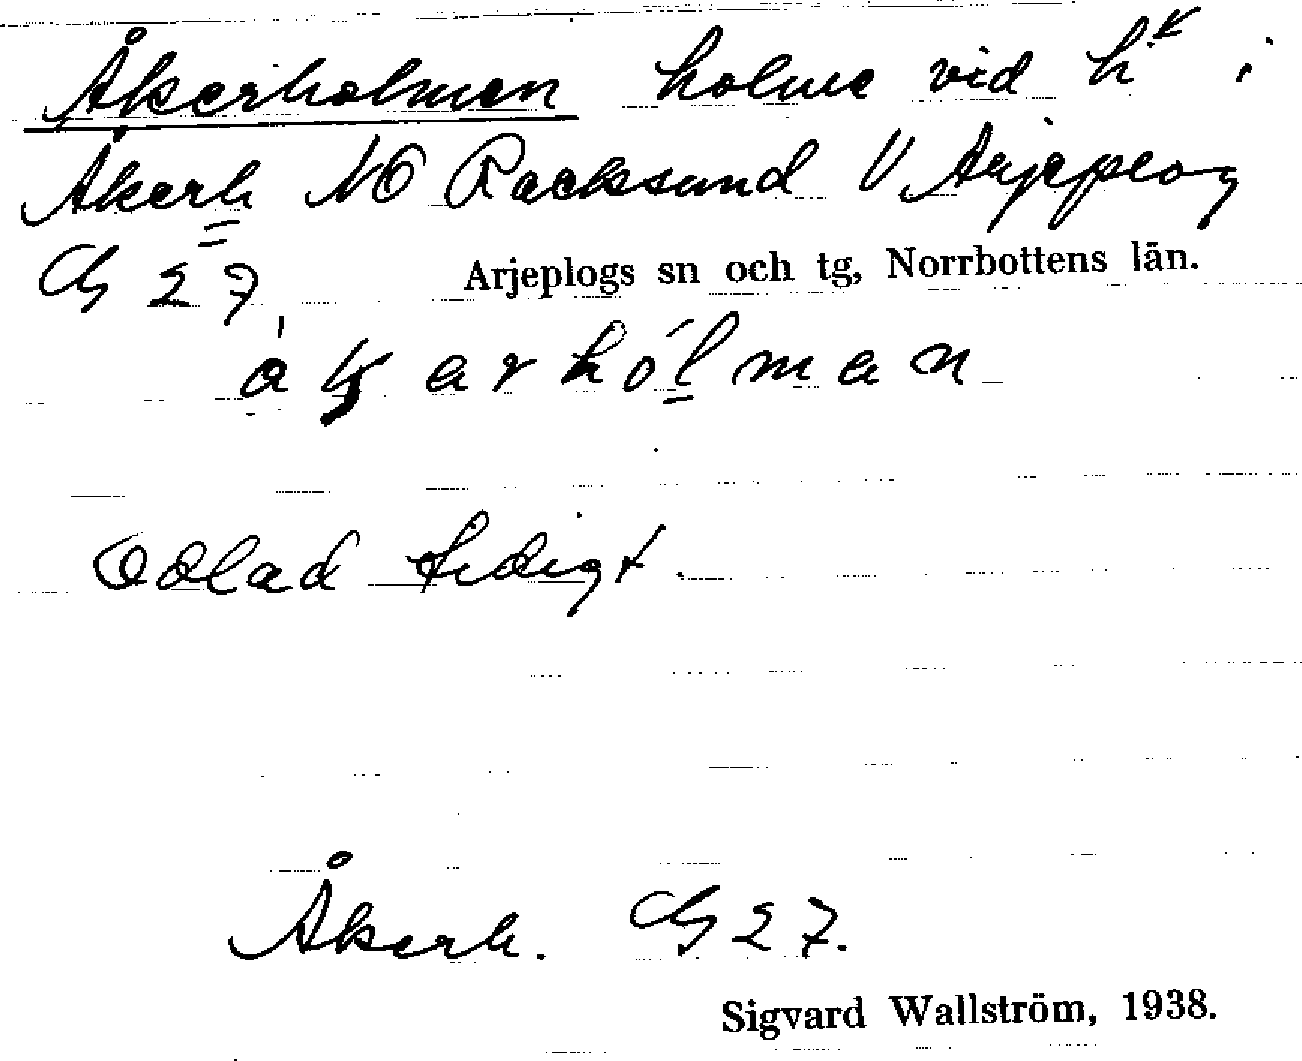 Åkerholmen holme vid hk i
Åkerh NO Racksund V Arjeplog
G 27
Arjeplogs sn och tg, Norrbottens län.
erhólman
Odlad tidigt.
Åkerh. G 27.
Sigvard Wallström, 1938.